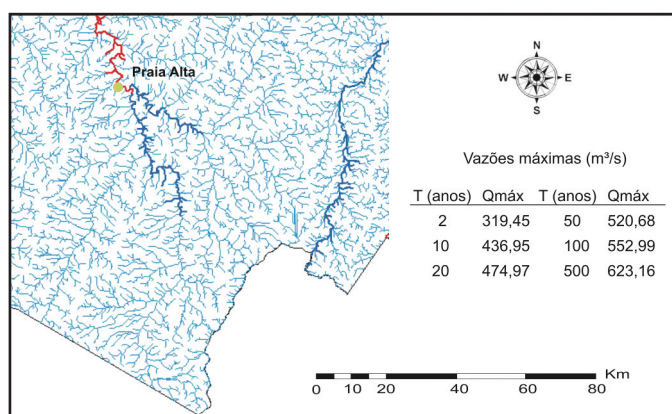 Praia Alta
N
W E
S
Vazões máximas (m³/s)
T (anos) Qmáx T (anos) Qmáx
2 319,45 50 520,68
10 436,95 100 552,99
20 474,97 500 623,16
Km
0 10 20 40 60 80